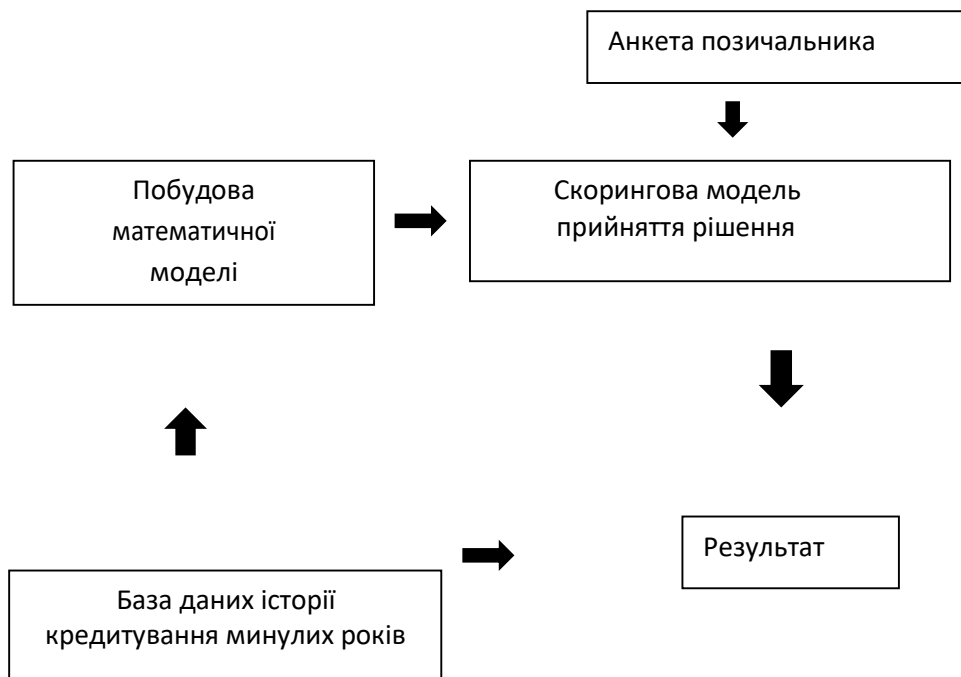 Анкета позичальника
Побудова
математичної
моделі
Скорингова модель
прийняття рішення
Результат
База даних історії
кредитування минулих років